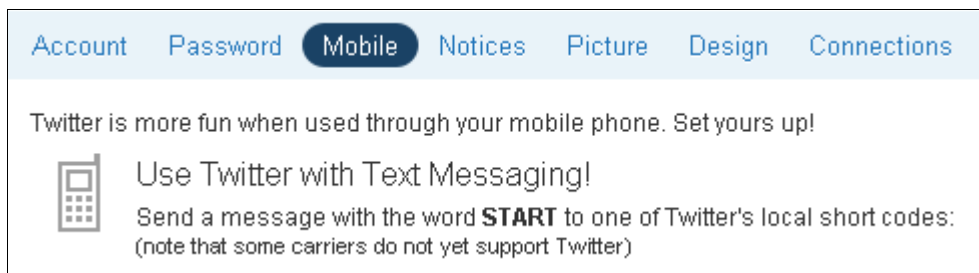 Account Password Mobile Notices Picture Design Connections
Twitter is more fun when used through your mobile phone. Set yours up!
Use Twitter with Text Messaging!
Send a message with the word START to one of Twitter's local short codes:
(note that some carriers do not yet support Twitter)